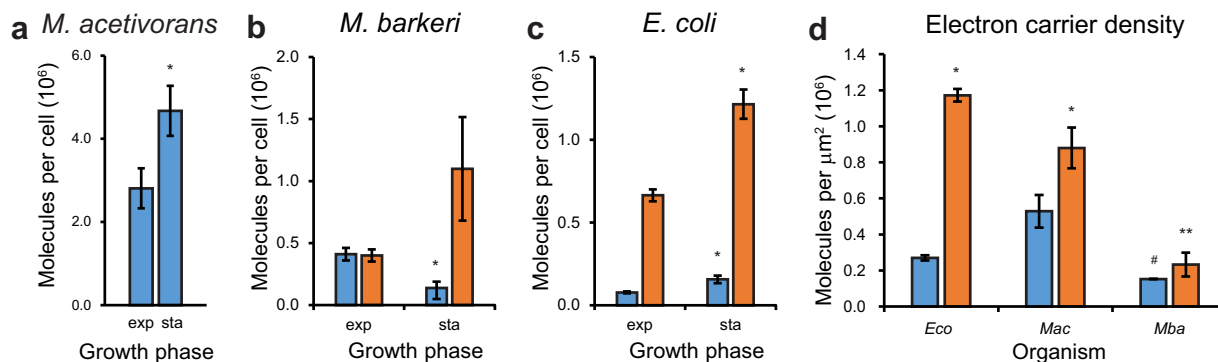 a M. acetivorans
Molecules per cell (10⁶)
6.0
4.0
2.0
0.0
*
exp sta
Growth phase
b M. barkeri
Molecules per cell (10⁶)
2.0
1.5
1.0
0.5
0.0
*
exp sta
Growth phase
c E. coli
Molecules per cell (10⁶)
1.5
1.0
0.5
0.0
* *
exp sta
Growth phase
d Electron carrier density
Molecules per μm² (10⁶)
1.4
1.2
1.0
0.8
0.6
0.4
0.2
0
* * # **
Eco Mac Mba
Organism